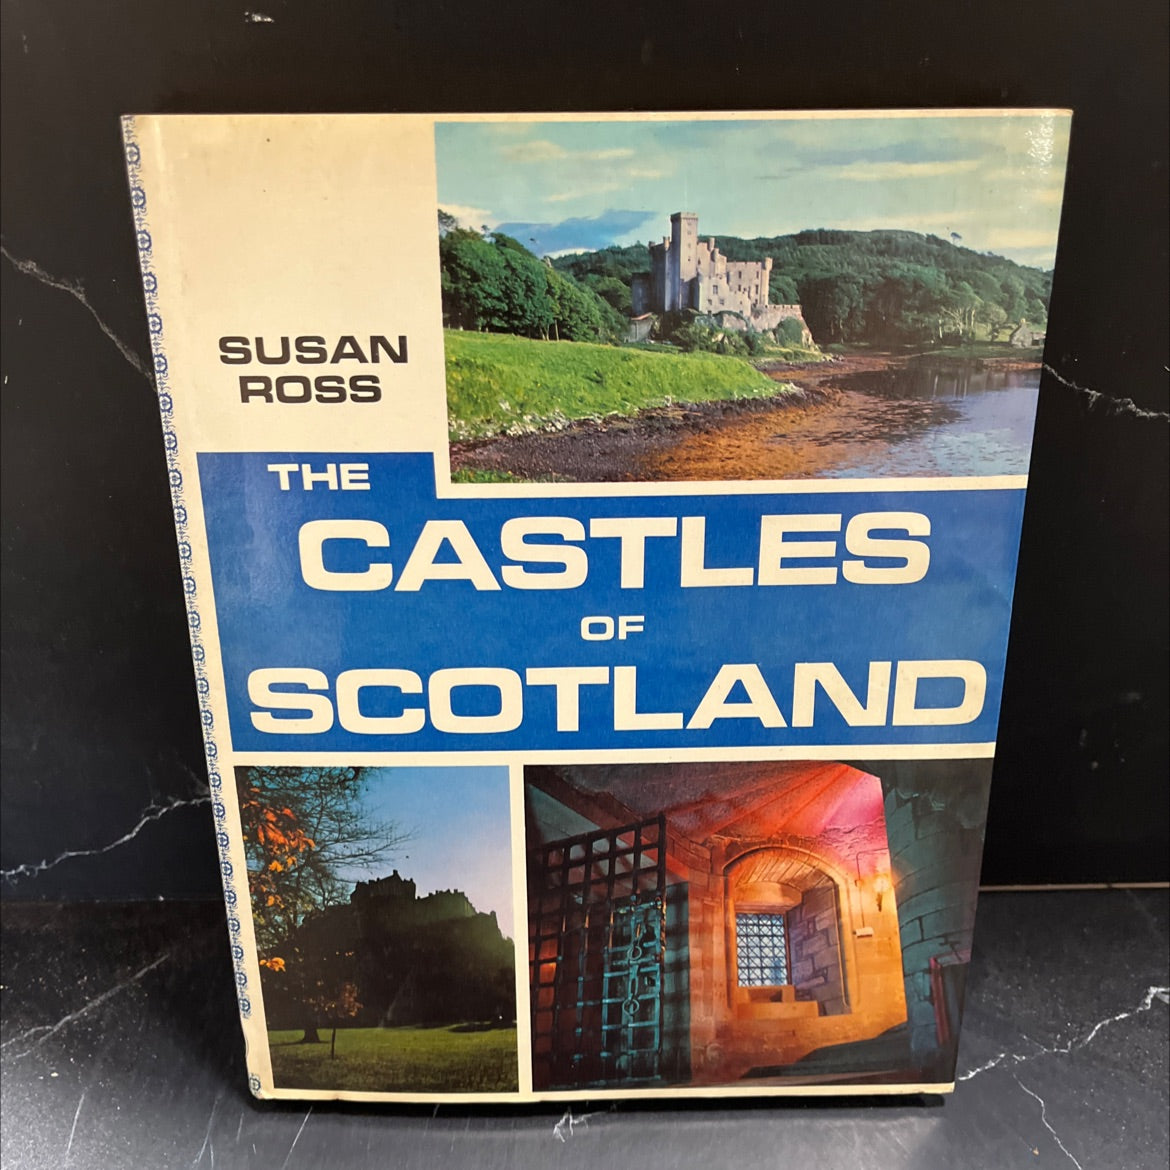 SUSAN
ROSS
THE
CASTLES
OF
SCOTLAND